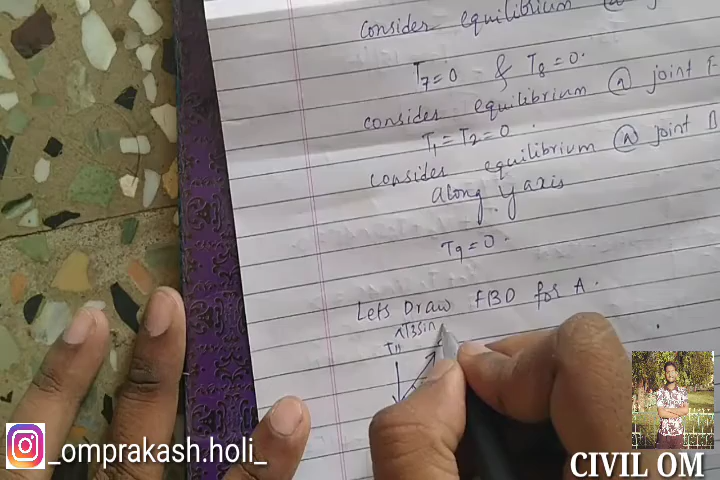 consider equilibrium @
T7=0 & T8=0.
consider equilibrium @ joint F
T1=T2=0.
consider equilibrium @ joint B
along y axis
T9=0.
Lets Draw FBD for A.
T3sin
T11
_omprakash.holi_
CIVIL OM